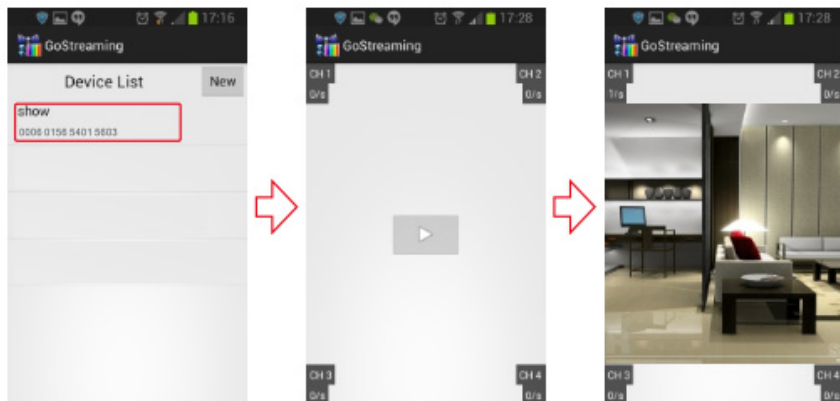 17:16
GoStreaming
Device List
New
show
0006 0156 5401 5603
17:28
GoStreaming
CH 1
0/s
CH 2
0/s
CH 3
0/s
CH 4
0/s
17:28
GoStreaming
CH 1
1/s
CH 2
0/s
CH 3
0/s
CH 4
0/s